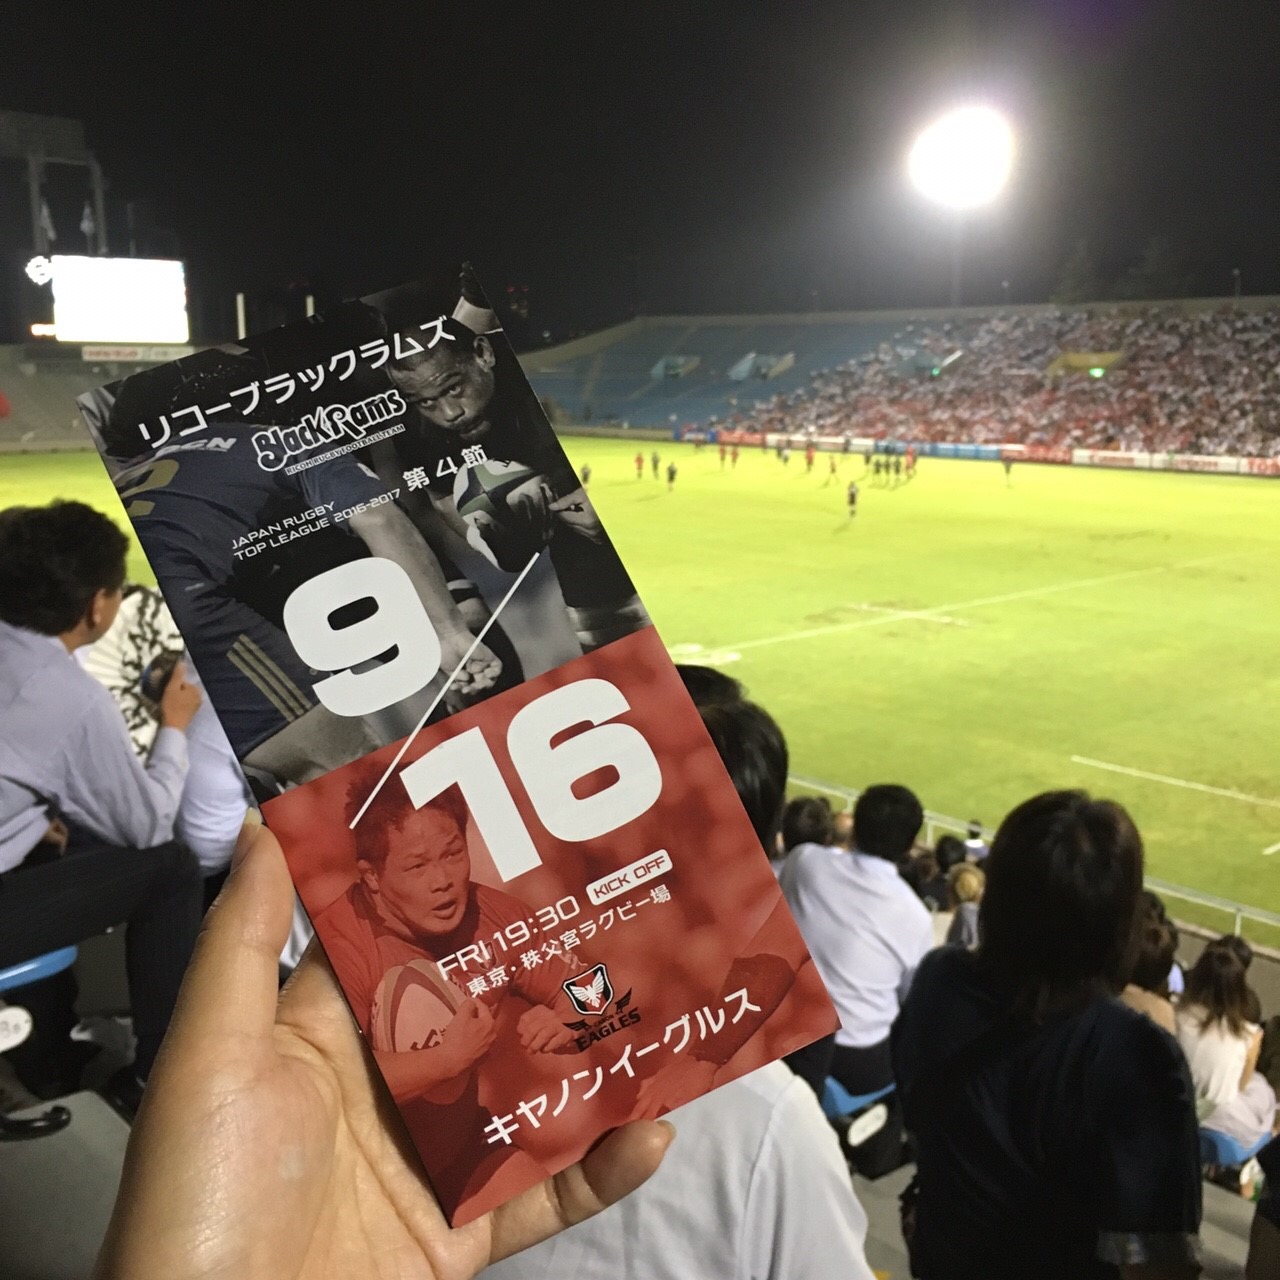 リコーブラックラムズ
BlackRams
RICOH RUGBY FOOTBALL TEAM
JAPAN RUGBY
TOP LEAGUE 2016-2017 第4節
9/16
FRI 19:30 KICK OFF
東京・秩父宮ラグビー場
CANON
EAGLES
キヤノンイーグルス